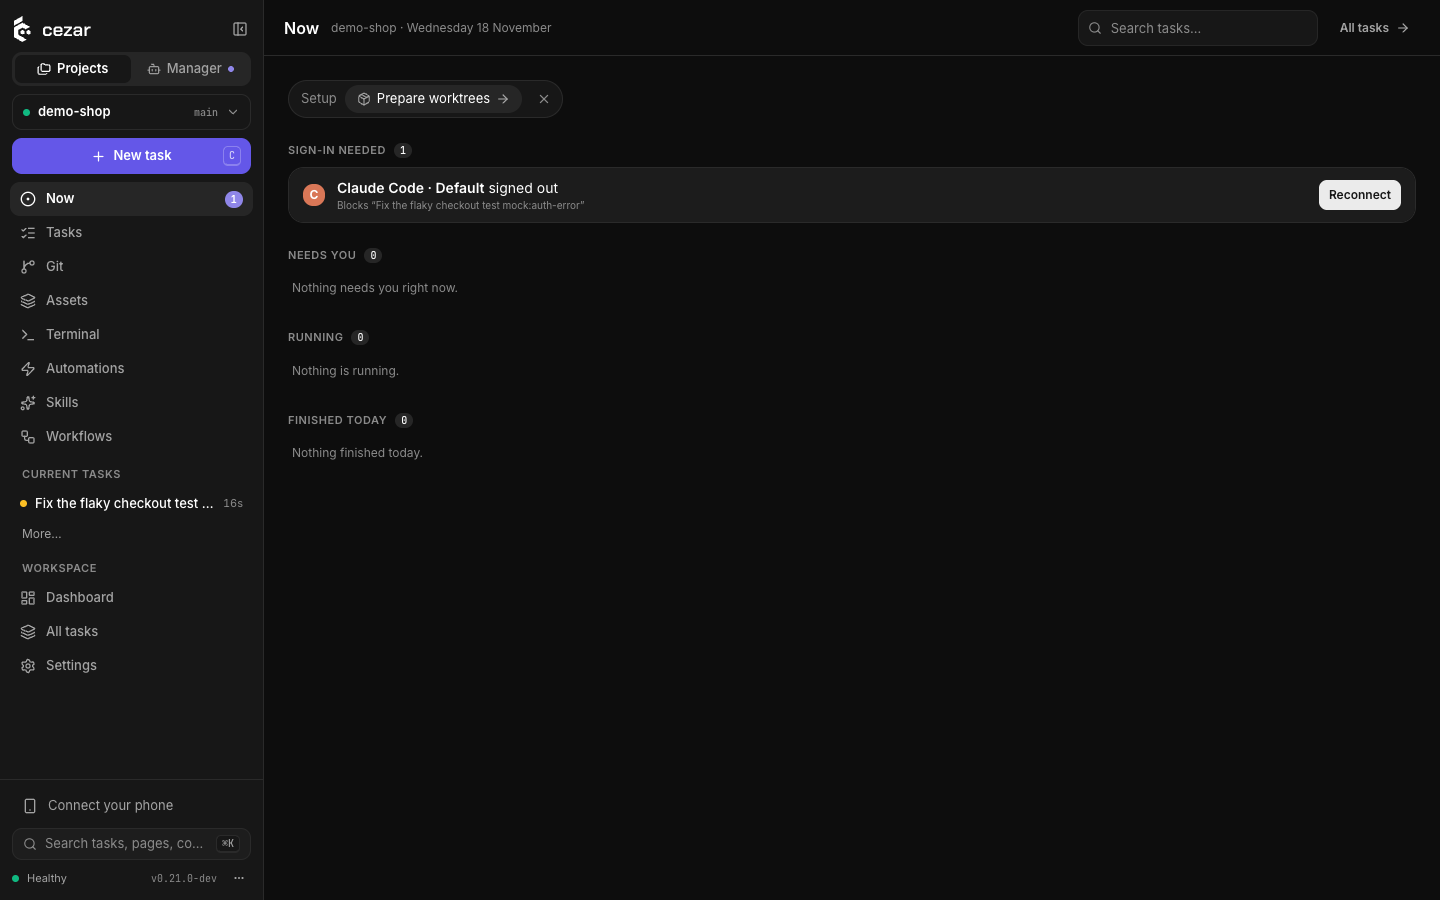 cezar
Projects
Manager
demo-shop
main
New task
C
Now
1
Tasks
Git
Assets
Terminal
Automations
Skills
Workflows
CURRENT TASKS
Fix the flaky checkout test ...
16s
More...
WORKSPACE
Dashboard
All tasks
Settings
Connect your phone
Search tasks, pages, co...
⌘K
Healthy
v0.21.0-dev
Now
demo-shop · Wednesday 18 November
Search tasks...
All tasks
Setup
Prepare worktrees
SIGN-IN NEEDED 1
C
Claude Code · Default signed out
Blocks “Fix the flaky checkout test mock:auth-error”
Reconnect
NEEDS YOU 0
Nothing needs you right now.
RUNNING 0
Nothing is running.
FINISHED TODAY 0
Nothing finished today.